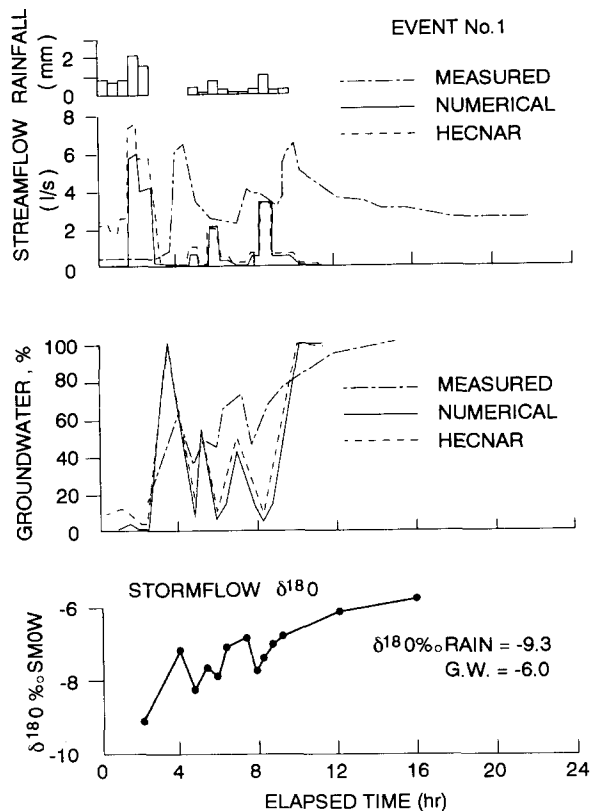 EVENT No.1
RAINFALL
(mm)
2
0
MEASURED
NUMERICAL
HECNAR
STREAMFLOW
(l/s)
8
6
4
2
0
GROUNDWATER, %
100
80
60
40
20
0
MEASURED
NUMERICAL
HECNAR
STORMFLOW δ¹⁸O
δ¹⁸O‰SMOW
-6
-8
-10
δ¹⁸O‰RAIN = -9.3
G.W. = -6.0
0 4 8 12 16 20 24
ELAPSED TIME (hr)